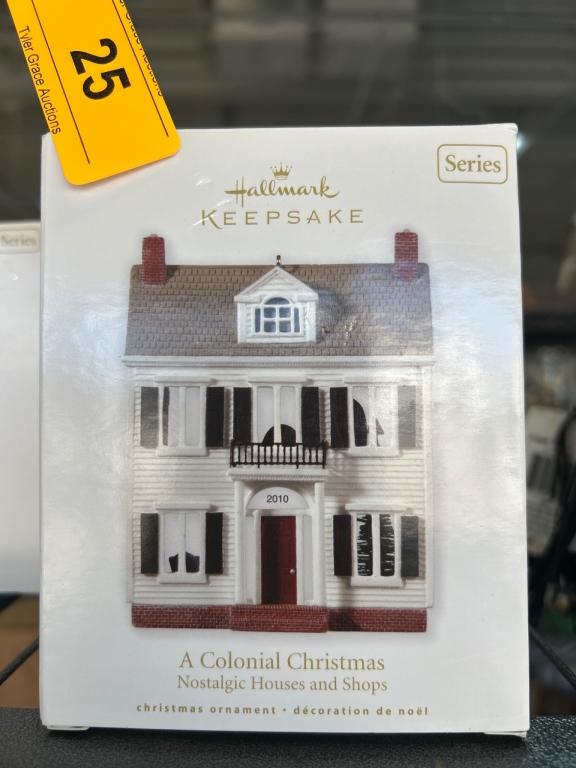 25
Tyler Grace Auctions
Series
Series
Hallmark
KEEPSAKE
2010
A Colonial Christmas
Nostalgic Houses and Shops
christmas ornament • décoration de noël